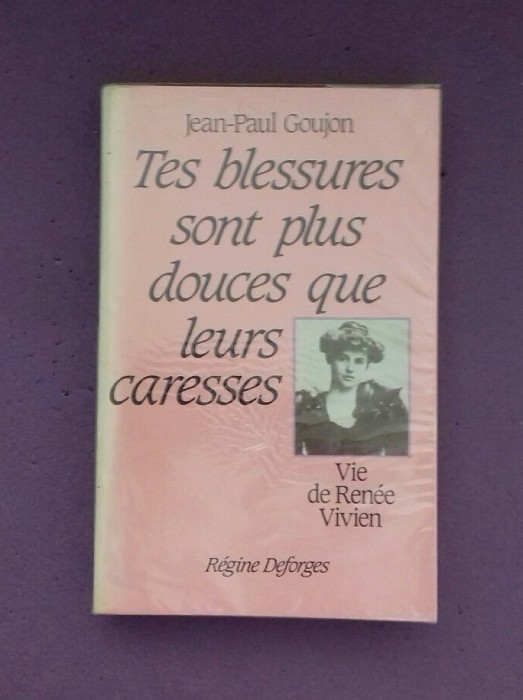 Jean-Paul Goujon
Tes blessures
sont plus
douces que
leurs
caresses
Vie
de Renée
Vivien
Régine Deforges